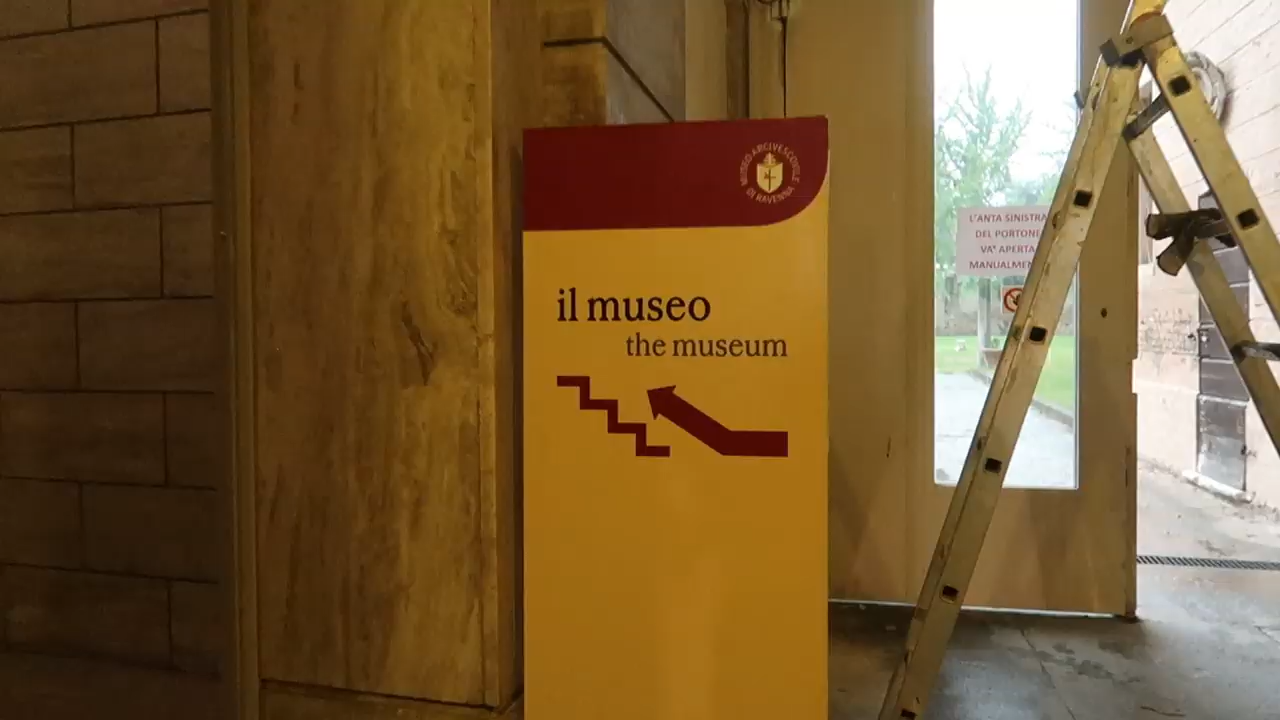 MUSEO ARCIVESCOVILE
DI RAVENNA
il museo
the museum
L'ANTA SINISTRA
DEL PORTONE
VA' APERTA